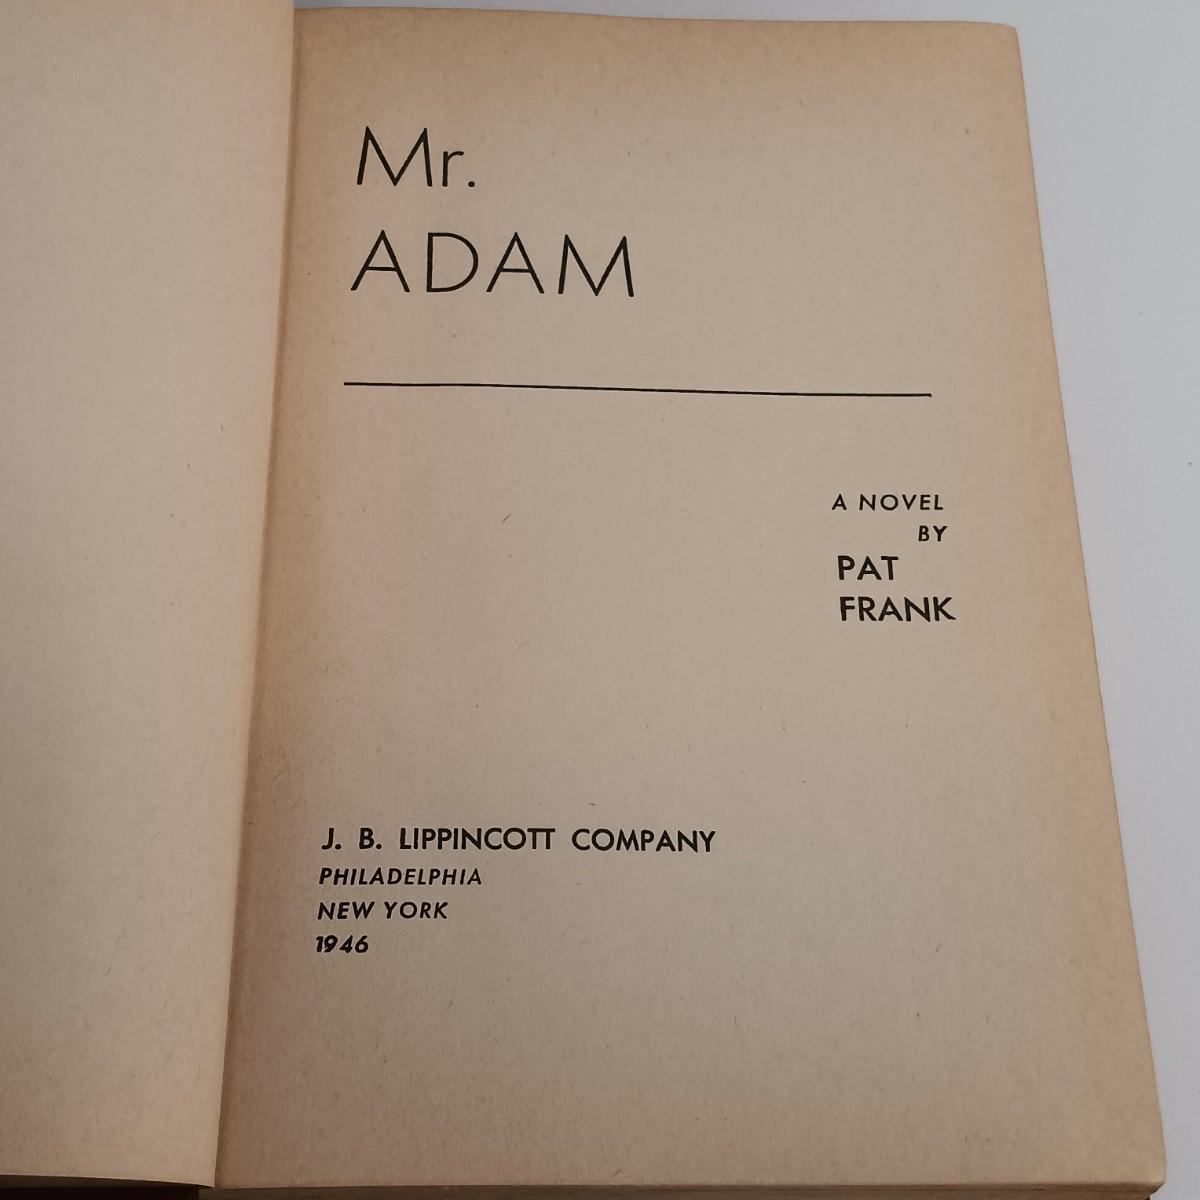 Mr.
ADAM
A NOVEL
BY
PAT
FRANK
J. B. LIPPINCOTT COMPANY
PHILADELPHIA
NEW YORK
1946